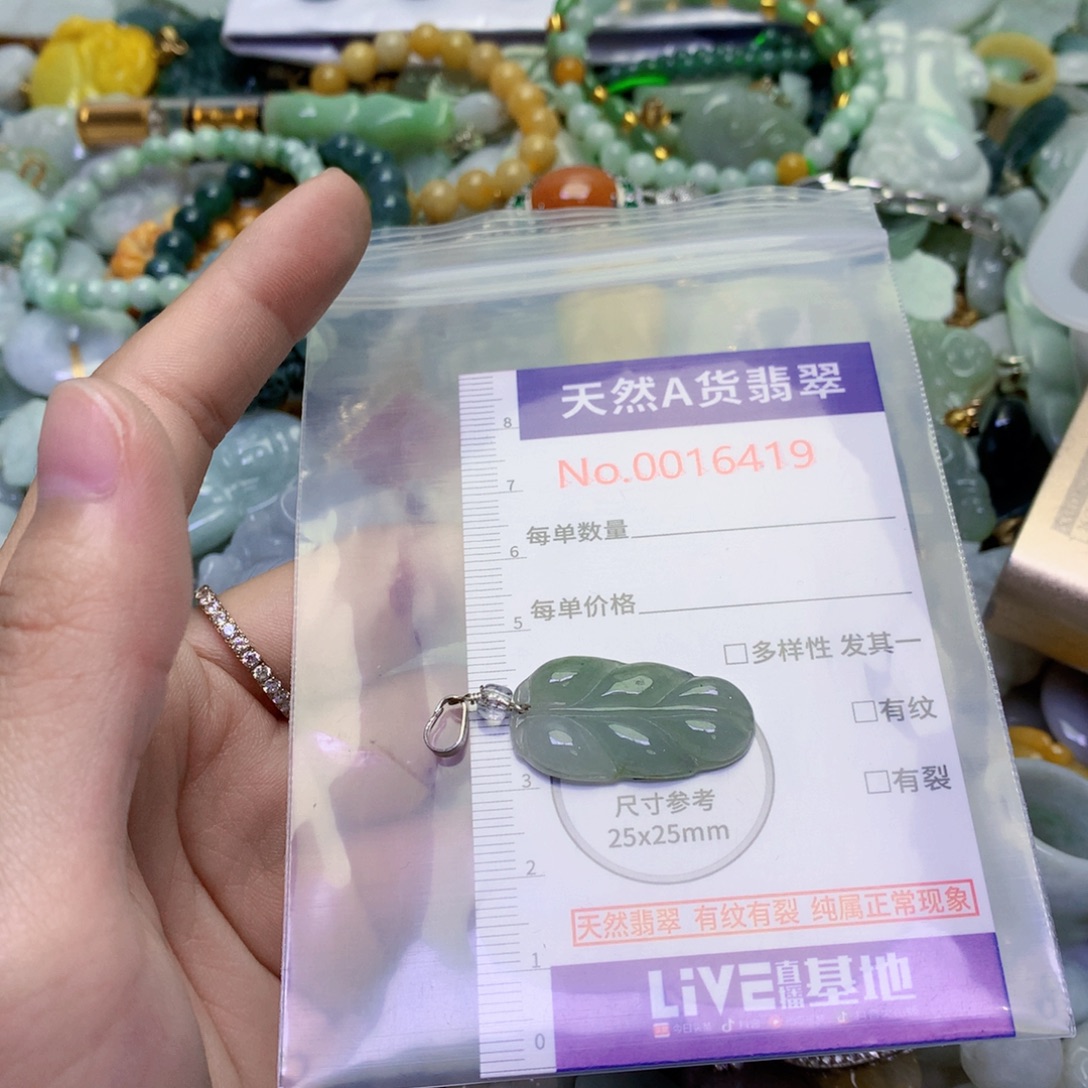 天然A货翡翠
No.0016419
8
7
每单数量
6
每单价格
5
□多样性 发其一
□有纹
□有裂
3
尺寸参考
25x25mm
2
天然翡翠 有纹有裂 纯属正常现象
1
LiVE直播基地
0